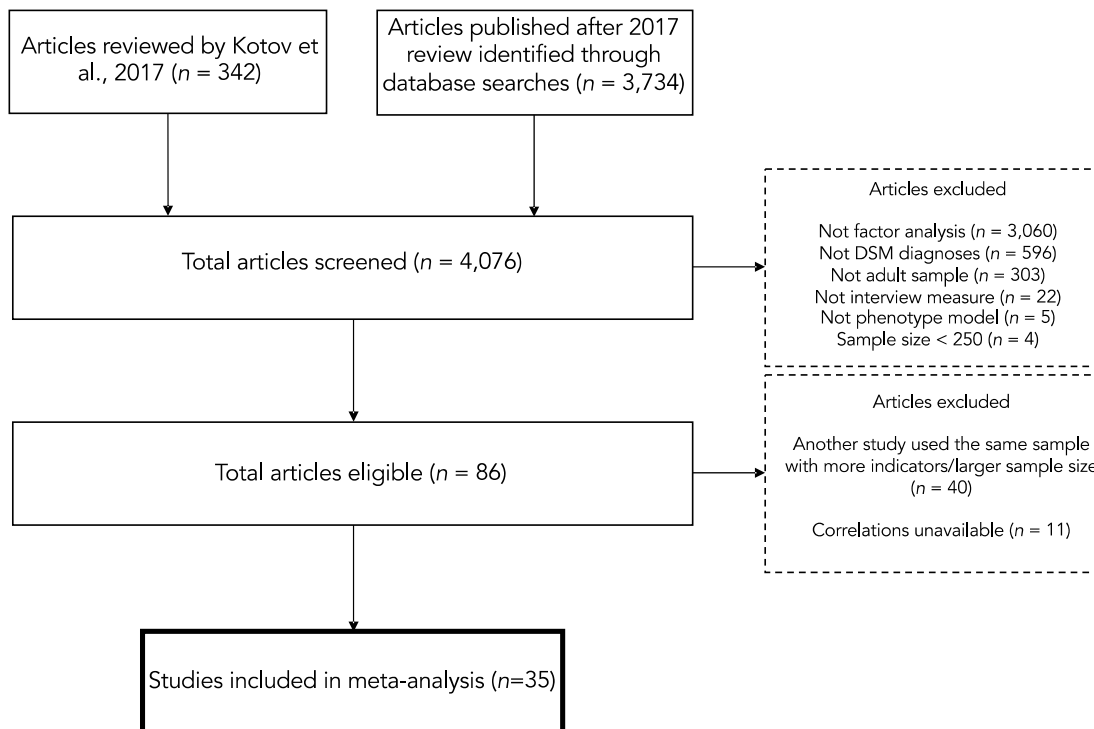 Articles reviewed by Kotov et
al., 2017 (n = 342)
Articles published after 2017
review identified through
database searches (n = 3,734)
Total articles screened (n = 4,076)
Articles excluded
Not factor analysis (n = 3,060)
Not DSM diagnoses (n = 596)
Not adult sample (n = 303)
Not interview measure (n = 22)
Not phenotype model (n = 5)
Sample size < 250 (n = 4)
Total articles eligible (n = 86)
Articles excluded
Another study used the same sample
with more indicators/larger sample size
(n = 40)
Correlations unavailable (n = 11)
Studies included in meta-analysis (n=35)